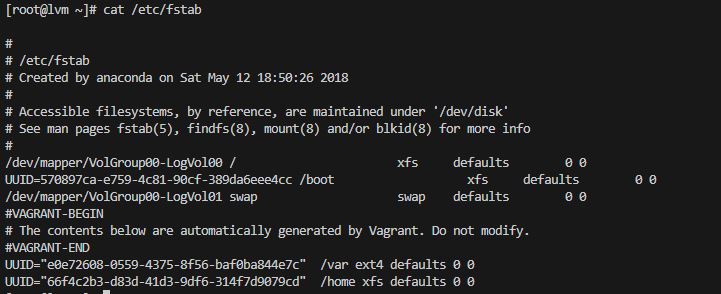 [root@lvm ~]# cat /etc/fstab

#
# /etc/fstab
# Created by anaconda on Sat May 12 18:50:26 2018
#
# Accessible filesystems, by reference, are maintained under '/dev/disk'
# See man pages fstab(5), findfs(8), mount(8) and/or blkid(8) for more info
#
/dev/mapper/VolGroup00-LogVol00 /                       xfs     defaults        0 0
UUID=570897ca-e759-4c81-90cf-389da6eee4cc /boot                   xfs     defaults        0 0
/dev/mapper/VolGroup00-LogVol01 swap                    swap    defaults        0 0
#VAGRANT-BEGIN
# The contents below are automatically generated by Vagrant. Do not modify.
#VAGRANT-END
UUID="e0e72608-0559-4375-8f56-baf0ba844e7c"  /var ext4 defaults 0 0
UUID="66f4c2b3-d83d-41d3-9df6-314f7d9079cd"  /home xfs defaults 0 0